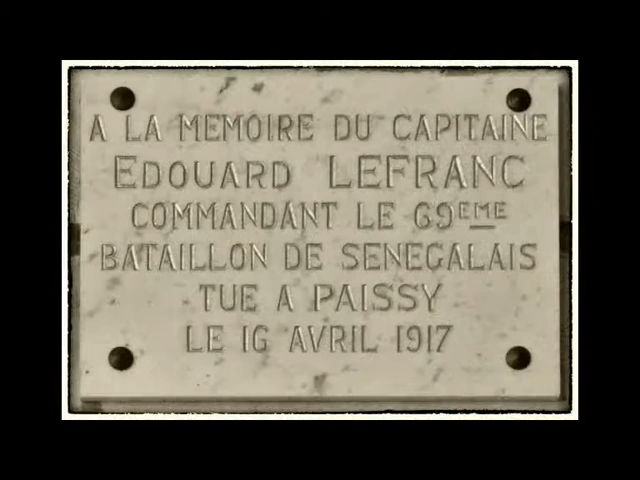 A LA MEMOIRE DU CAPITAINE
EDOUARD LEFRANC
COMMANDANT LE 69EME
BATAILLON DE SENEGALAIS
TUE A PAISSY
LE 16 AVRIL 1917